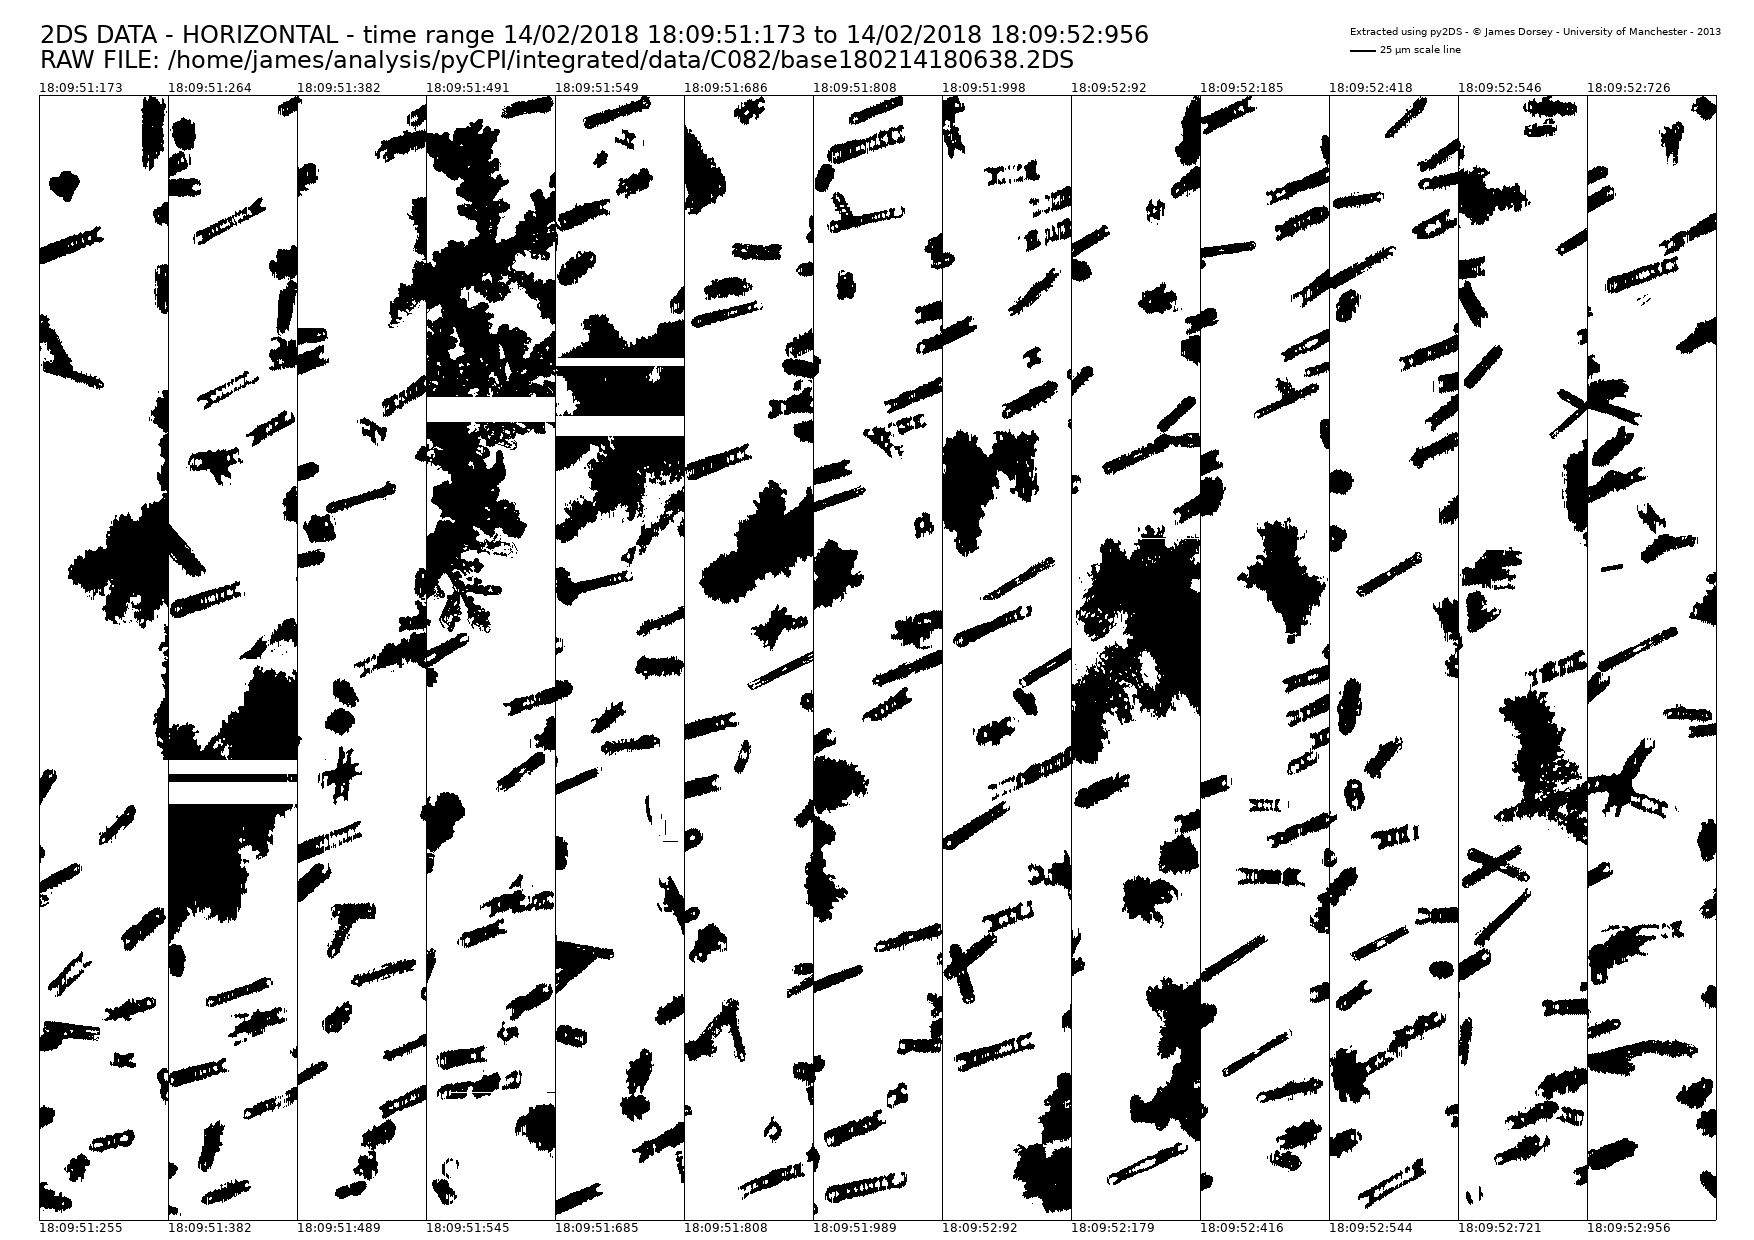 2DS DATA - HORIZONTAL - time range 14/02/2018 18:09:51:173 to 14/02/2018 18:09:52:956
RAW FILE: /home/james/analysis/pyCPI/integrated/data/C082/base180214180638.2DS
Extracted using py2DS - © James Dorsey - University of Manchester - 2013
25 µm scale line
18:09:51:173 18:09:51:264 18:09:51:382 18:09:51:491 18:09:51:549 18:09:51:686 18:09:51:808 18:09:51:998 18:09:52:92 18:09:52:185 18:09:52:418 18:09:52:546 18:09:52:726
18:09:51:255 18:09:51:382 18:09:51:489 18:09:51:545 18:09:51:685 18:09:51:808 18:09:51:989 18:09:52:92 18:09:52:179 18:09:52:416 18:09:52:544 18:09:52:721 18:09:52:956